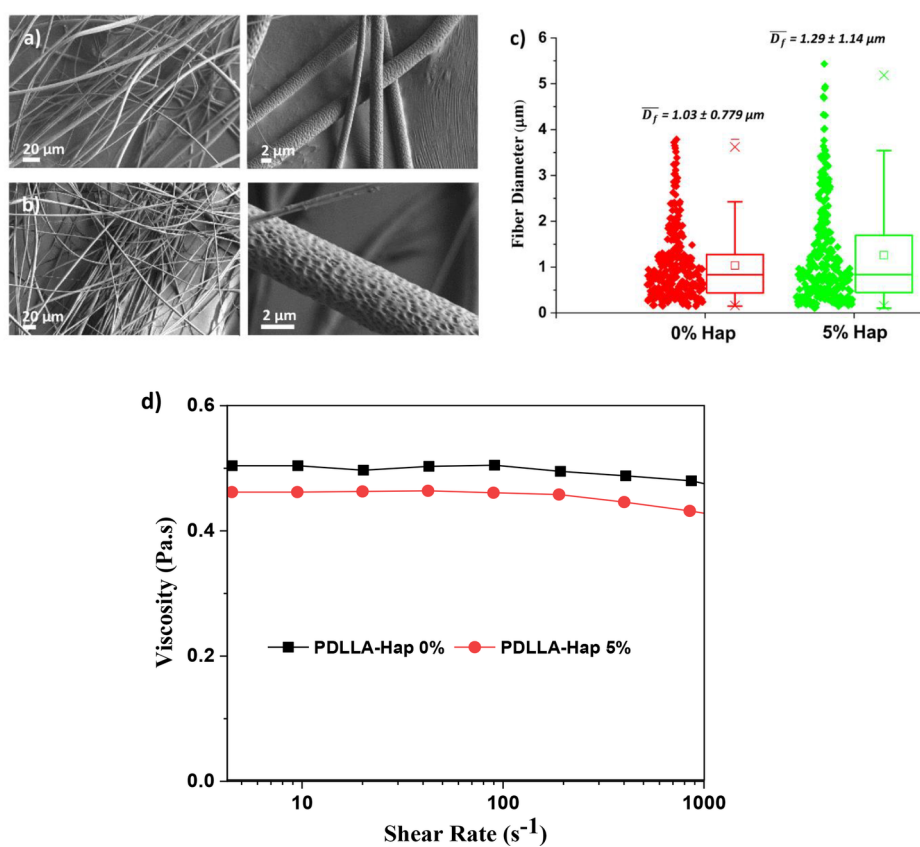 a)
20 μm
2 μm
b)
20 μm
2 μm
c)
D̅f̅ = 1.29 ± 1.14 μm
D̅f̅ = 1.03 ± 0.779 μm
Fiber Diameter (μm)
6
5
4
3
2
1
0
0% Hap
5% Hap
d)
Viscosity (Pa.s)
0.6
0.4
0.2
0.0
PDLLA-Hap 0%
PDLLA-Hap 5%
10
100
1000
Shear Rate (s⁻¹)